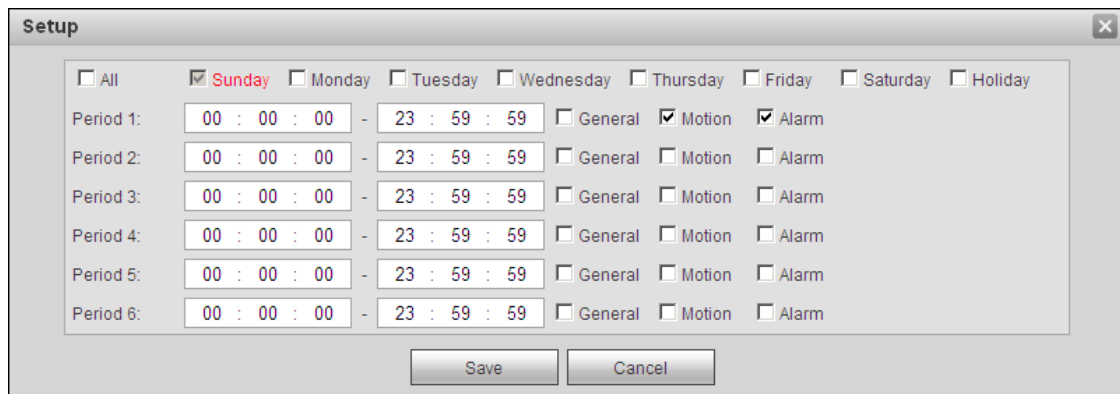 Setup
All Sunday Monday Tuesday Wednesday Thursday Friday Saturday Holiday
Period 1: 00 : 00 : 00 - 23 : 59 : 59 General Motion Alarm
Period 2: 00 : 00 : 00 - 23 : 59 : 59 General Motion Alarm
Period 3: 00 : 00 : 00 - 23 : 59 : 59 General Motion Alarm
Period 4: 00 : 00 : 00 - 23 : 59 : 59 General Motion Alarm
Period 5: 00 : 00 : 00 - 23 : 59 : 59 General Motion Alarm
Period 6: 00 : 00 : 00 - 23 : 59 : 59 General Motion Alarm
Save Cancel